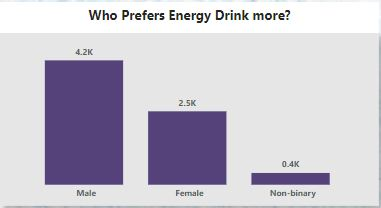 Who Prefers Energy Drink more?
4.2K
2.5K
0.4K
Male Female Non-binary